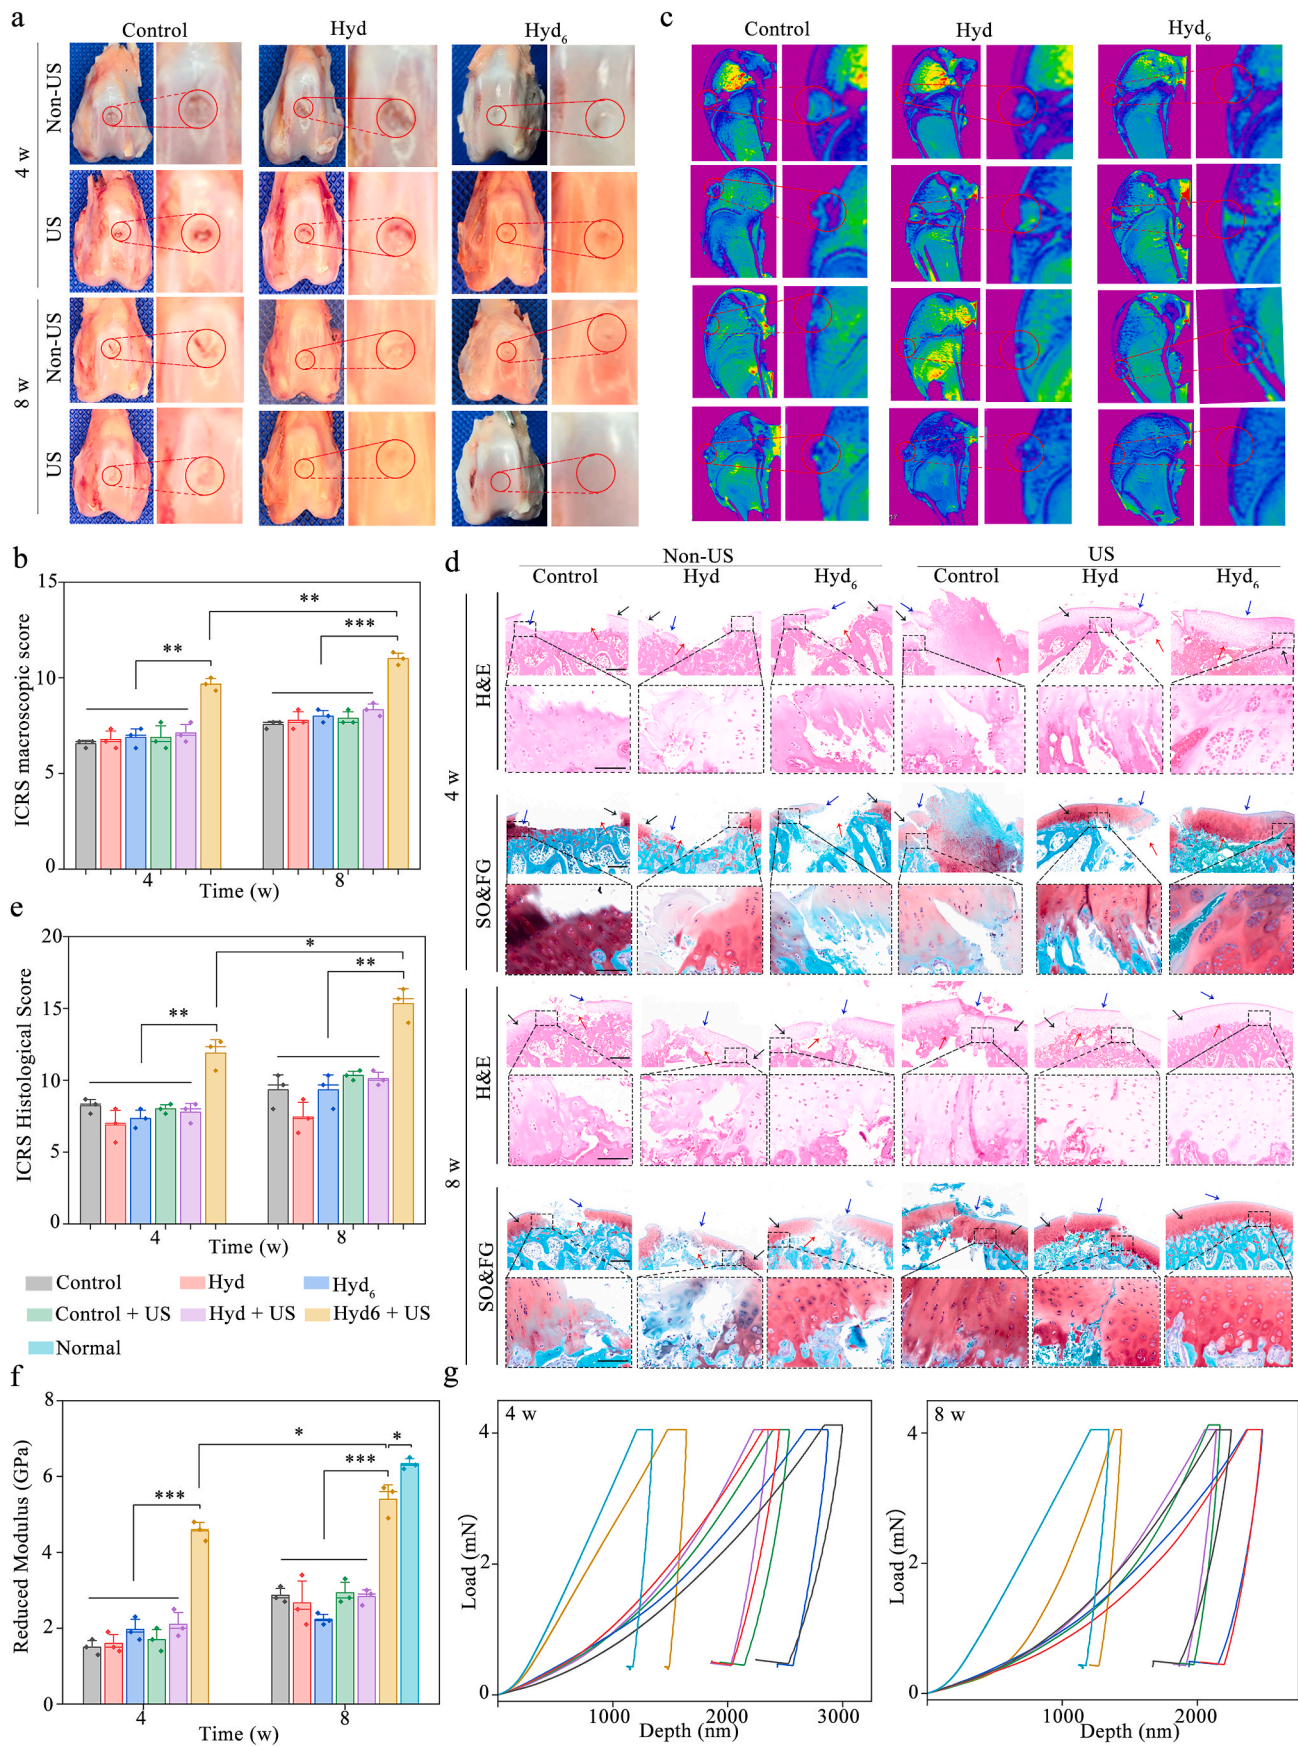 a
Control
Hyd
Hyd6
4 w
Non-US
US
8 w
Non-US
US
c
Control
Hyd
Hyd6
b
ICRS macroscopic score
15
10
5
0
**
**
***
4
8
Time (w)
d
Non-US
US
Control
Hyd
Hyd6
Control
Hyd
Hyd6
4 w
H&E
SO&FG
8 w
H&E
SO&FG
e
ICRS Histological Score
20
15
10
5
0
**
*
**
4
8
Time (w)
Control
Hyd
Hyd6
Control + US
Hyd + US
Hyd6 + US
Normal
f
Reduced Modulus (GPa)
8
6
4
2
0
***
*
***
*
4
8
Time (w)
g
4 w
Load (mN)
4
2
0
1000
2000
3000
Depth (nm)
8 w
Load (mN)
4
2
0
1000
2000
Depth (nm)